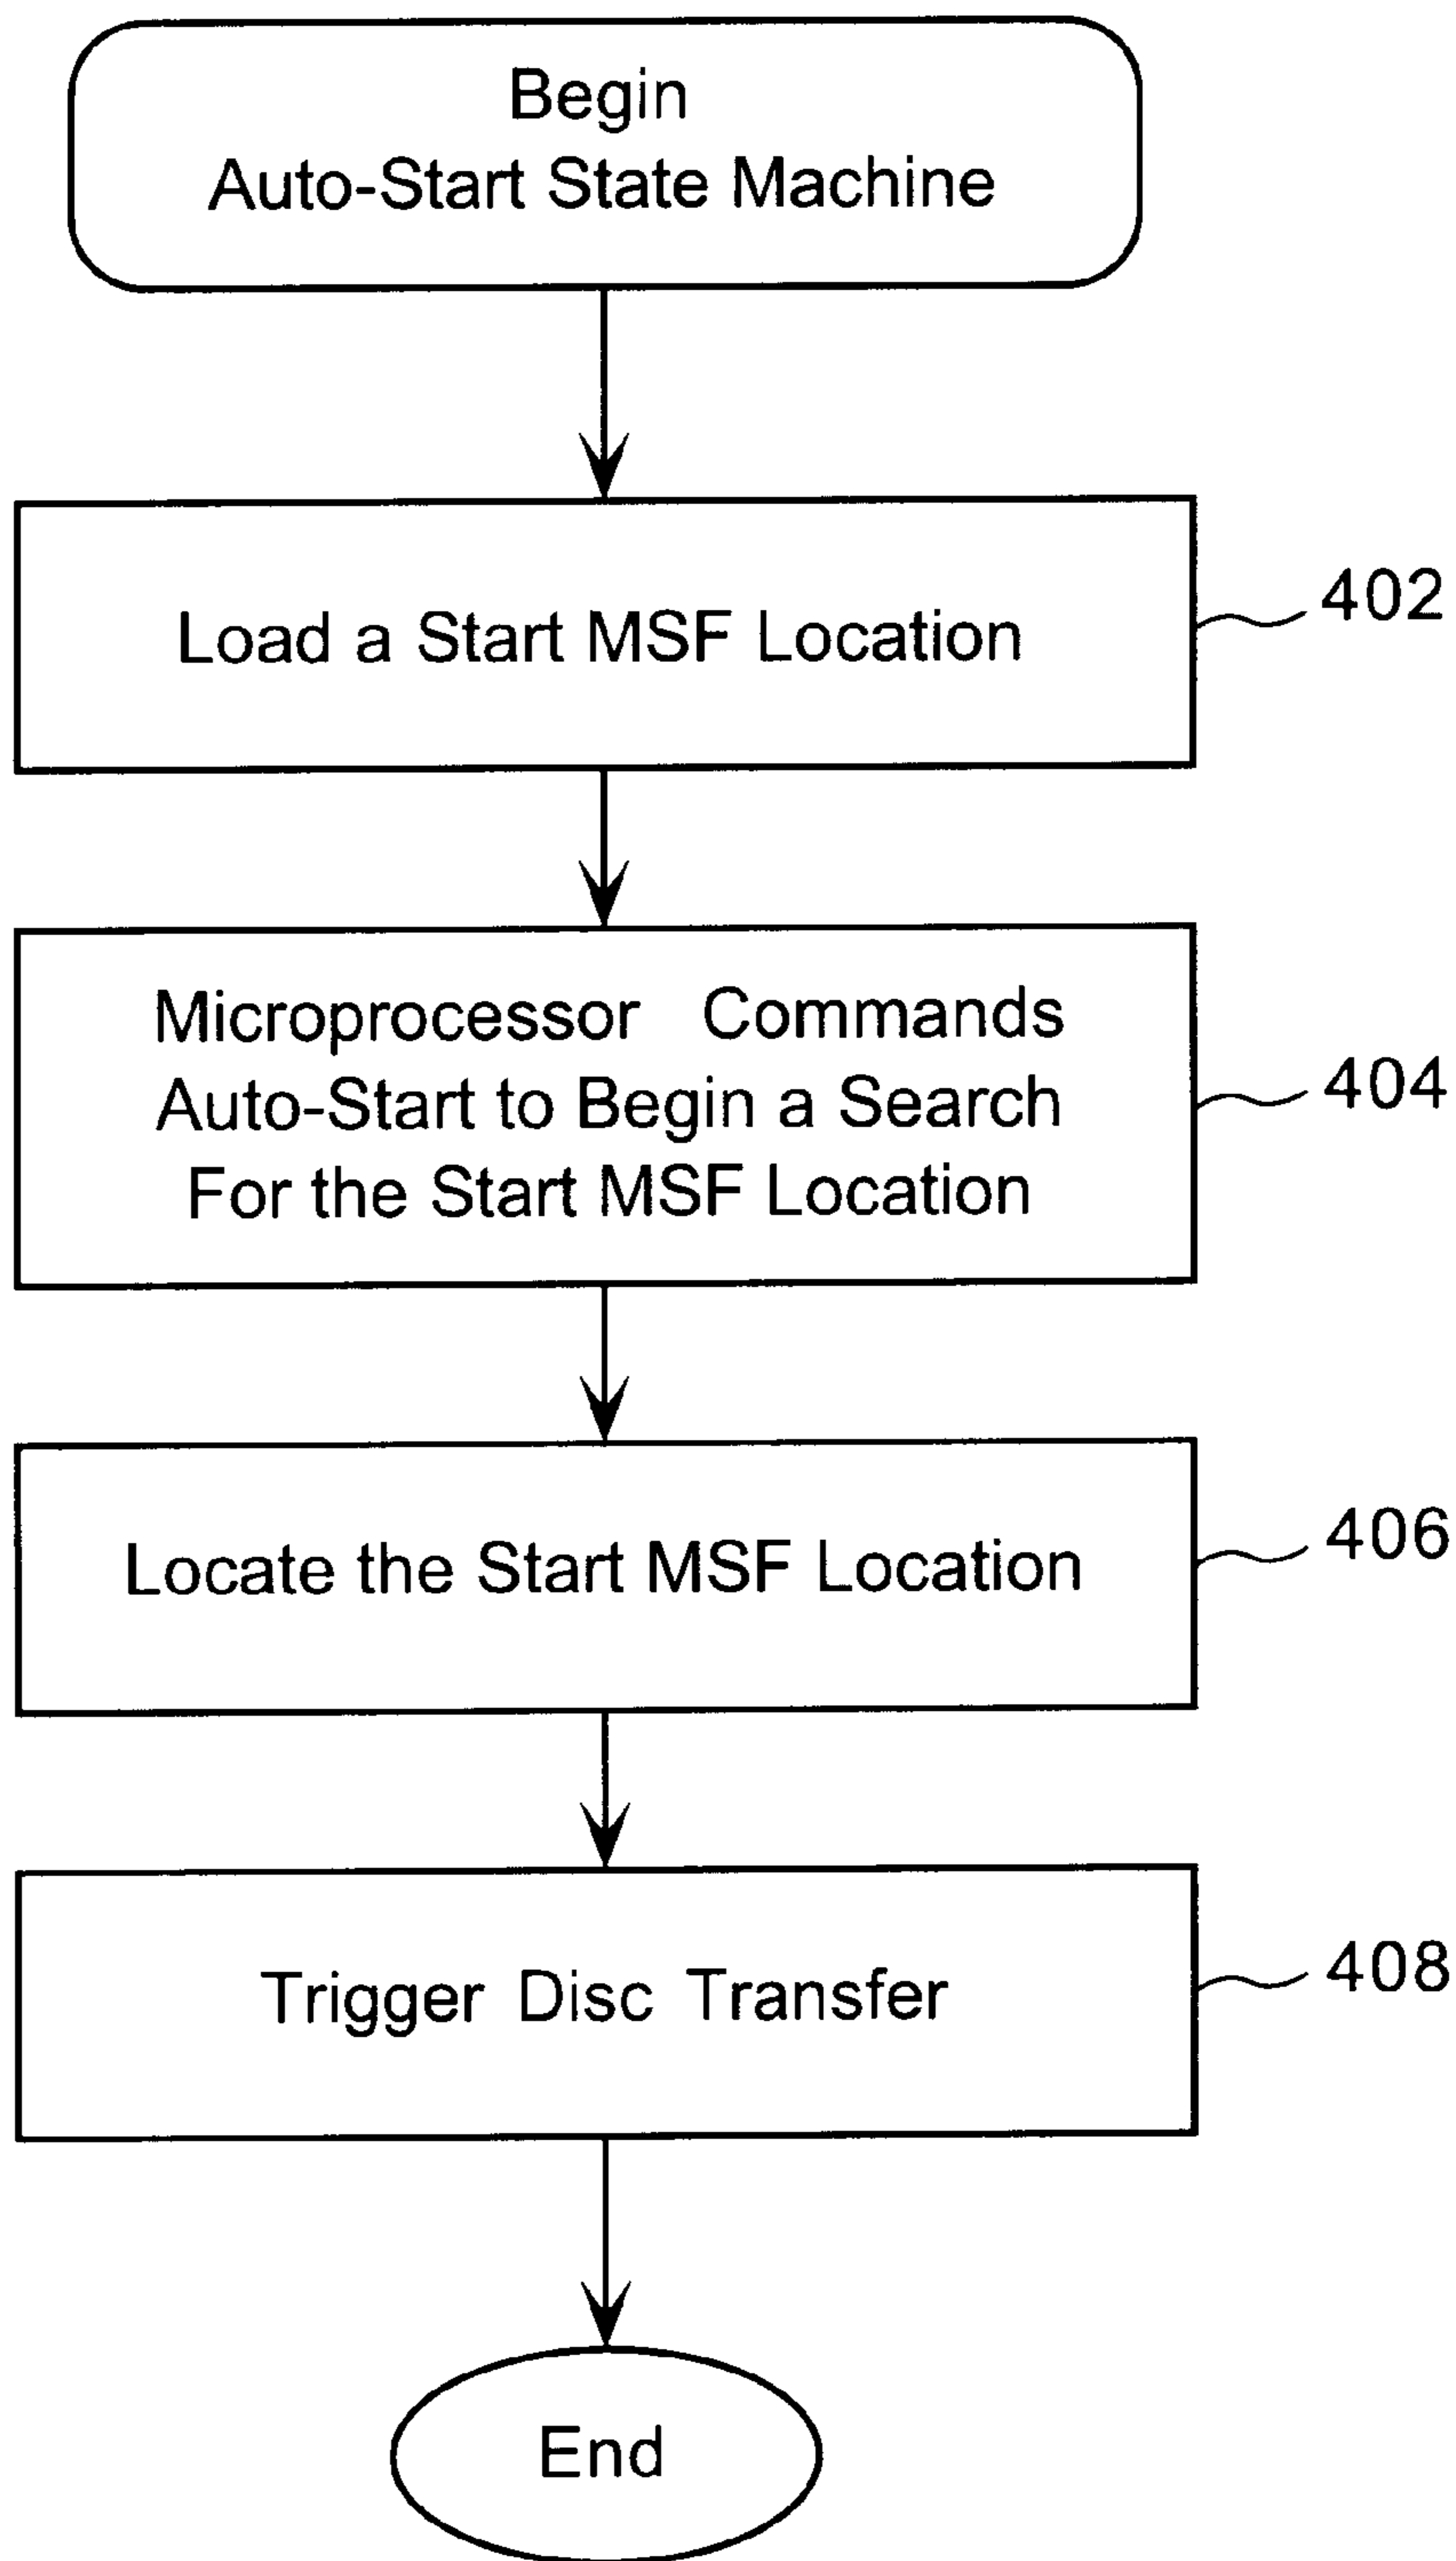 Begin
Auto-Start State Machine
Load a Start MSF Location
402
Microprocessor Commands
Auto-Start to Begin a Search
For the Start MSF Location
404
Locate the Start MSF Location
406
Trigger Disc Transfer
408
End